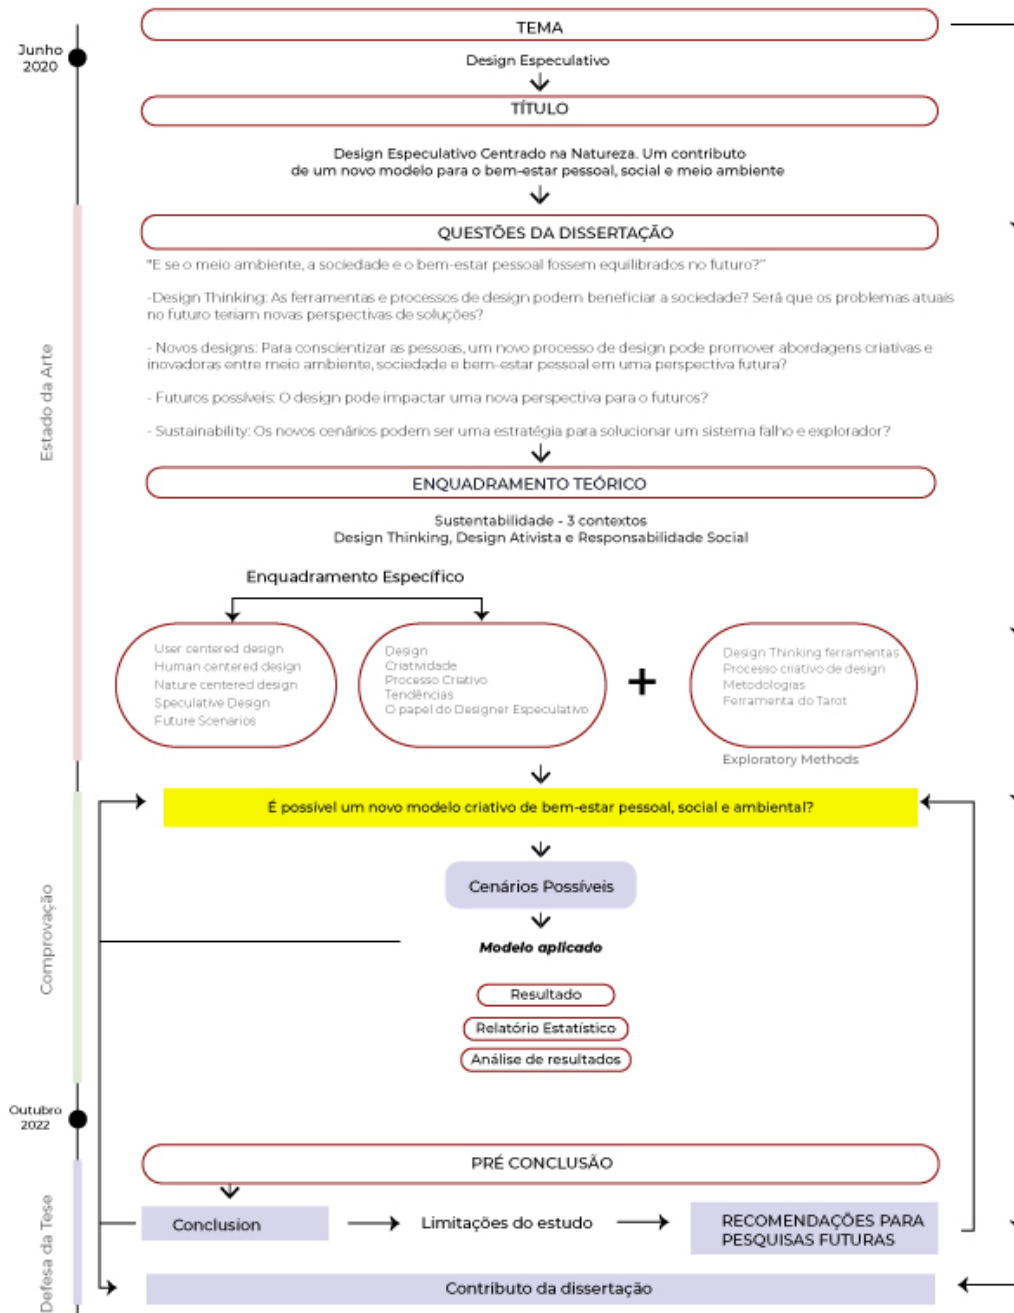 TEMA
Junho
2020
Design Especulativo
TÍTULO
Design Especulativo Centrado na Natureza. Um contributo
de um novo modelo para o bem-estar pessoal, social e meio ambiente
QUESTÕES DA DISSERTAÇÃO
"E se o meio ambiente, a sociedade e o bem-estar pessoal fossem equilibrados no futuro?"
-Design Thinking: As ferramentas e processos de design podem beneficiar a sociedade? Será que os problemas atuais
no futuro teriam novas perspectivas de soluções?
- Novos designs: Para conscientizar as pessoas, um novo processo de design pode promover abordagens criativas e
inovadoras entre meio ambiente, sociedade e bem-estar pessoal em uma perspectiva futura?
- Futuros possíveis: O design pode impactar uma nova perspectiva para o futuros?
- Sustainability: Os novos cenários podem ser uma estratégia para solucionar um sistema falho e explorador?
Estado da Arte
ENQUADRAMENTO TEÓRICO
Sustentabilidade - 3 contextos
Design Thinking, Design Ativista e Responsabilidade Social
Enquadramento Específico
User centered design
Human centered design
Nature centered design
Speculative Design
Future Scenarios
Design
Criatividade
Processo Criativo
Tendências
O papel do Designer Especulativo
+
Design Thinking ferramentas
Processo criativo de design
Metodologias
Ferramenta do Tarot
Exploratory Methods
É possível um novo modelo criativo de bem-estar pessoal, social e ambiental?
Cenários Possíveis
Modelo aplicado
Comprovação
Resultado
Relatório Estatístico
Análise de resultados
Outubro
2022
PRÉ CONCLUSÃO
Conclusion
Limitações do estudo
RECOMENDAÇÕES PARA
PESQUISAS FUTURAS
Defesa da Tese
Contributo da dissertação